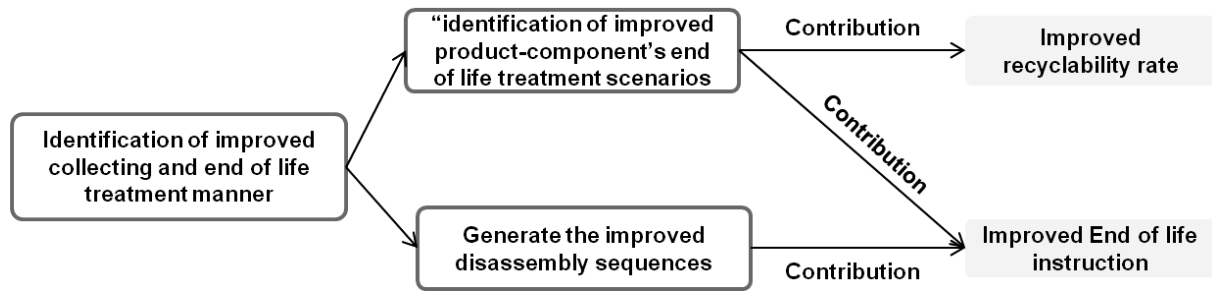 Identification of improved
collecting and end of life
treatment manner
“identification of improved
product-component’s end
of life treatment scenarios
Generate the improved
disassembly sequences
Contribution
Contribution
Contribution
Improved
recyclability rate
Improved End of life
instruction